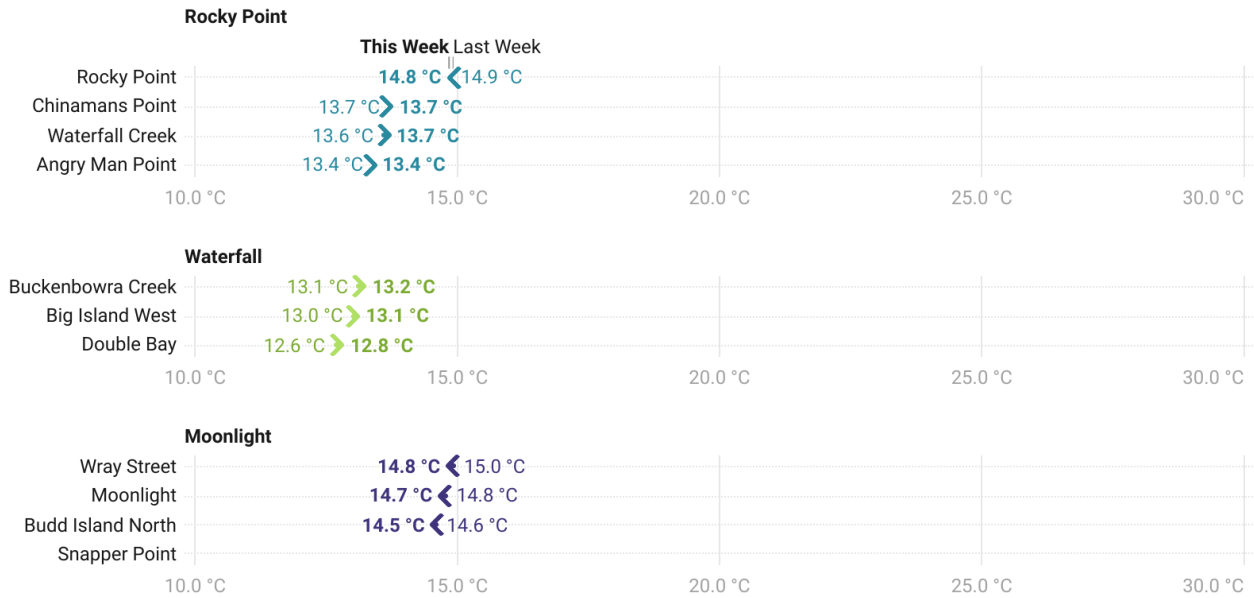 Rocky Point
This Week Last Week
Rocky Point 14.8 °C 14.9 °C
Chinamans Point 13.7 °C 13.7 °C
Waterfall Creek 13.6 °C 13.7 °C
Angry Man Point 13.4 °C 13.4 °C
10.0 °C 15.0 °C 20.0 °C 25.0 °C 30.0 °C
Waterfall
Buckenbowra Creek 13.1 °C 13.2 °C
Big Island West 13.0 °C 13.1 °C
Double Bay 12.6 °C 12.8 °C
10.0 °C 15.0 °C 20.0 °C 25.0 °C 30.0 °C
Moonlight
Wray Street 14.8 °C 15.0 °C
Moonlight 14.7 °C 14.8 °C
Budd Island North 14.5 °C 14.6 °C
Snapper Point
10.0 °C 15.0 °C 20.0 °C 25.0 °C 30.0 °C